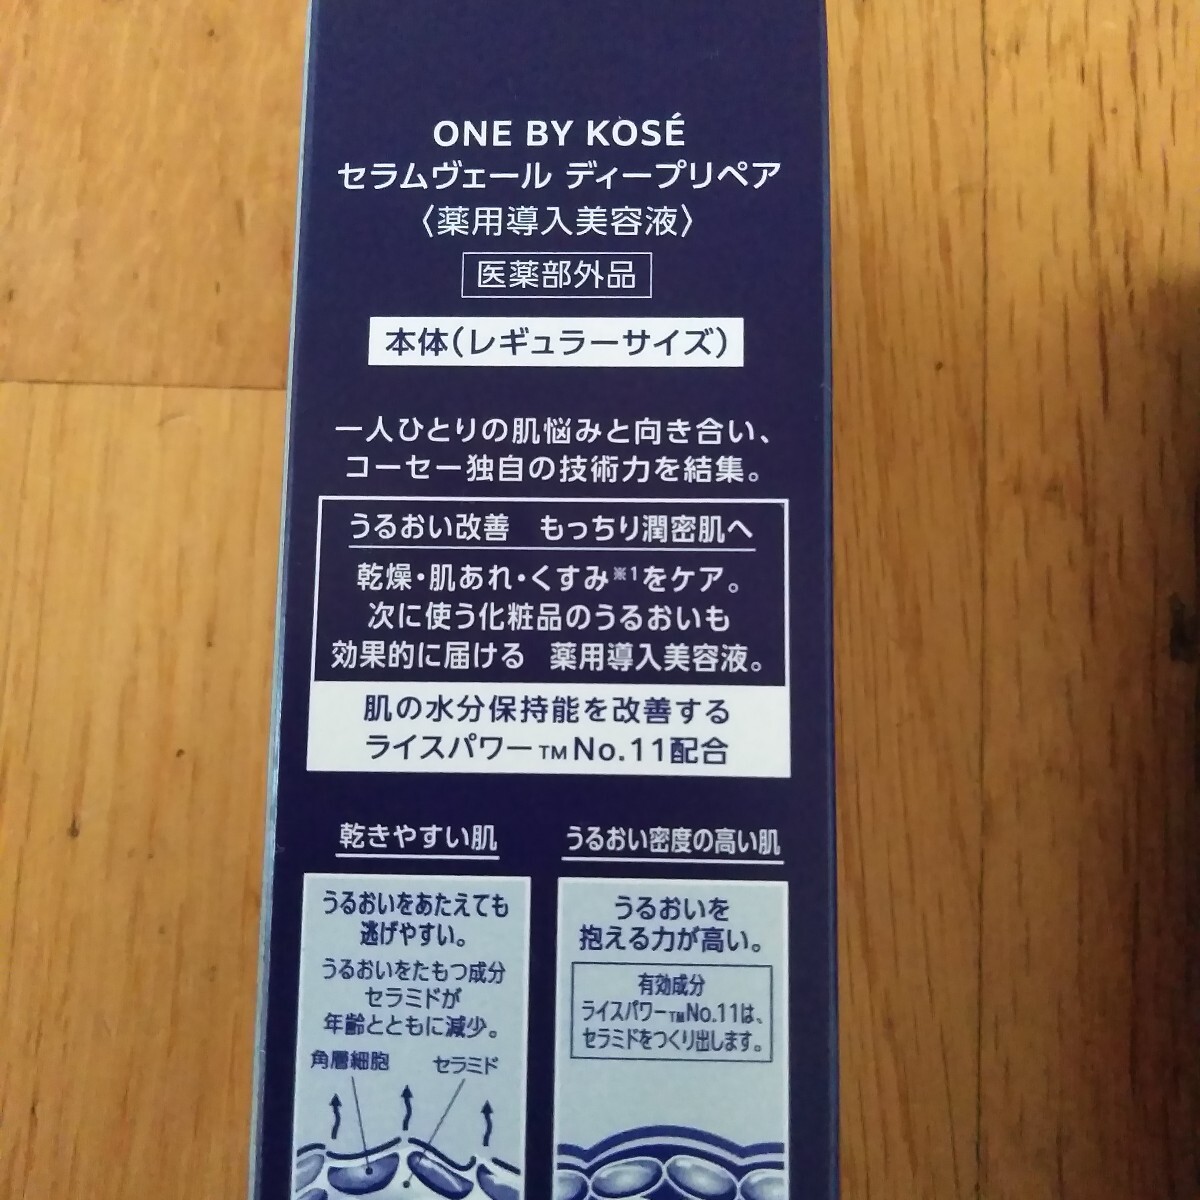 ONE BY KOSÉ
セラムヴェール ディープリペア
〈薬用導入美容液〉
医薬部外品
本体(レギュラーサイズ)
一人ひとりの肌悩みと向き合い、
コーセー独自の技術力を結集。
うるおい改善　もっちり潤密肌へ
乾燥・肌あれ・くすみ※1をケア。
次に使う化粧品のうるおいも
効果的に届ける　薬用導入美容液。
肌の水分保持能を改善する
ライスパワー™No.11配合
乾きやすい肌
うるおいをあたえても
逃げやすい。
うるおいをたもつ成分
セラミドが
年齢とともに減少。
角層細胞　セラミド
うるおい密度の高い肌
うるおいを
抱える力が高い。
有効成分
ライスパワー™No.11は、
セラミドをつくり出します。